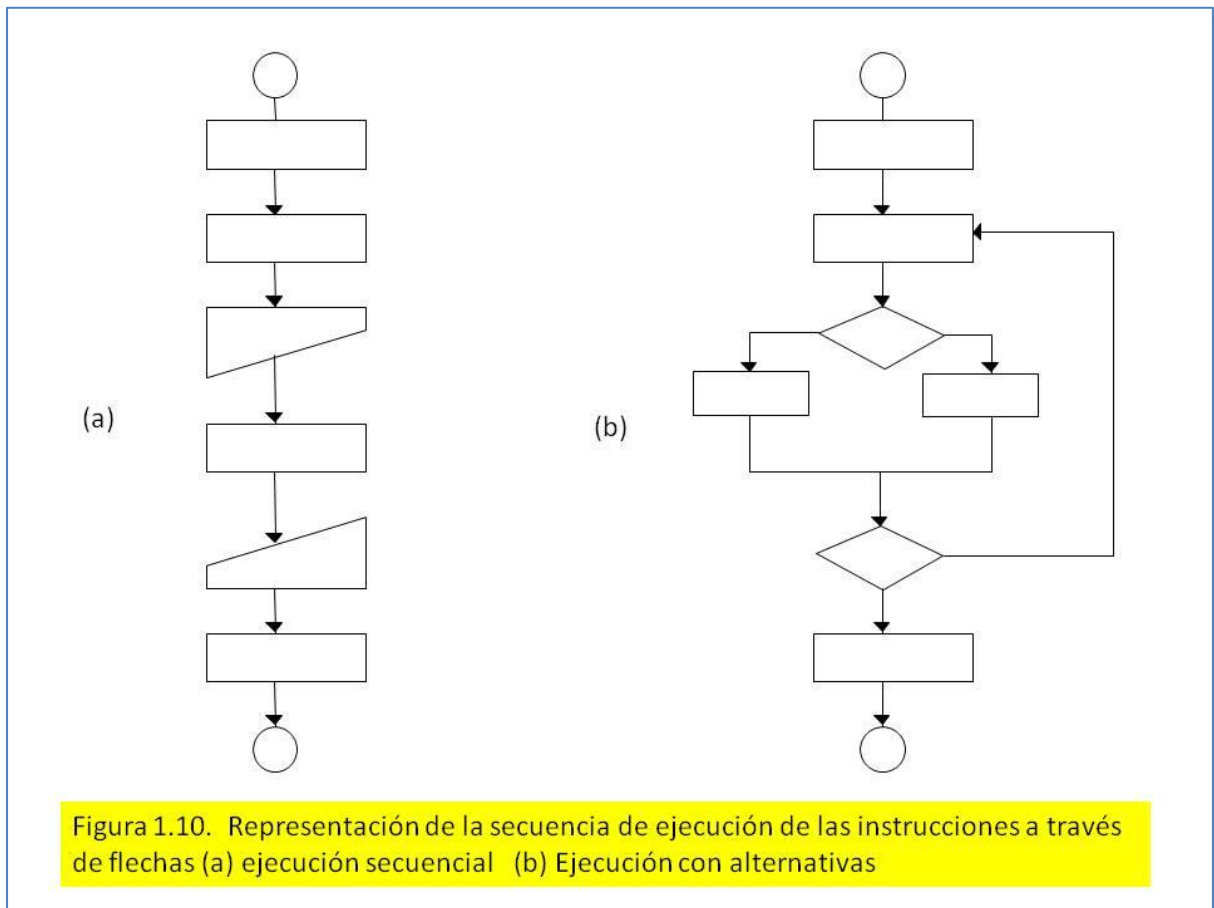 (a)
(b)
Figura 1.10. Representación de la secuencia de ejecución de las instrucciones a través
de flechas (a) ejecución secuencial (b) Ejecución con alternativas